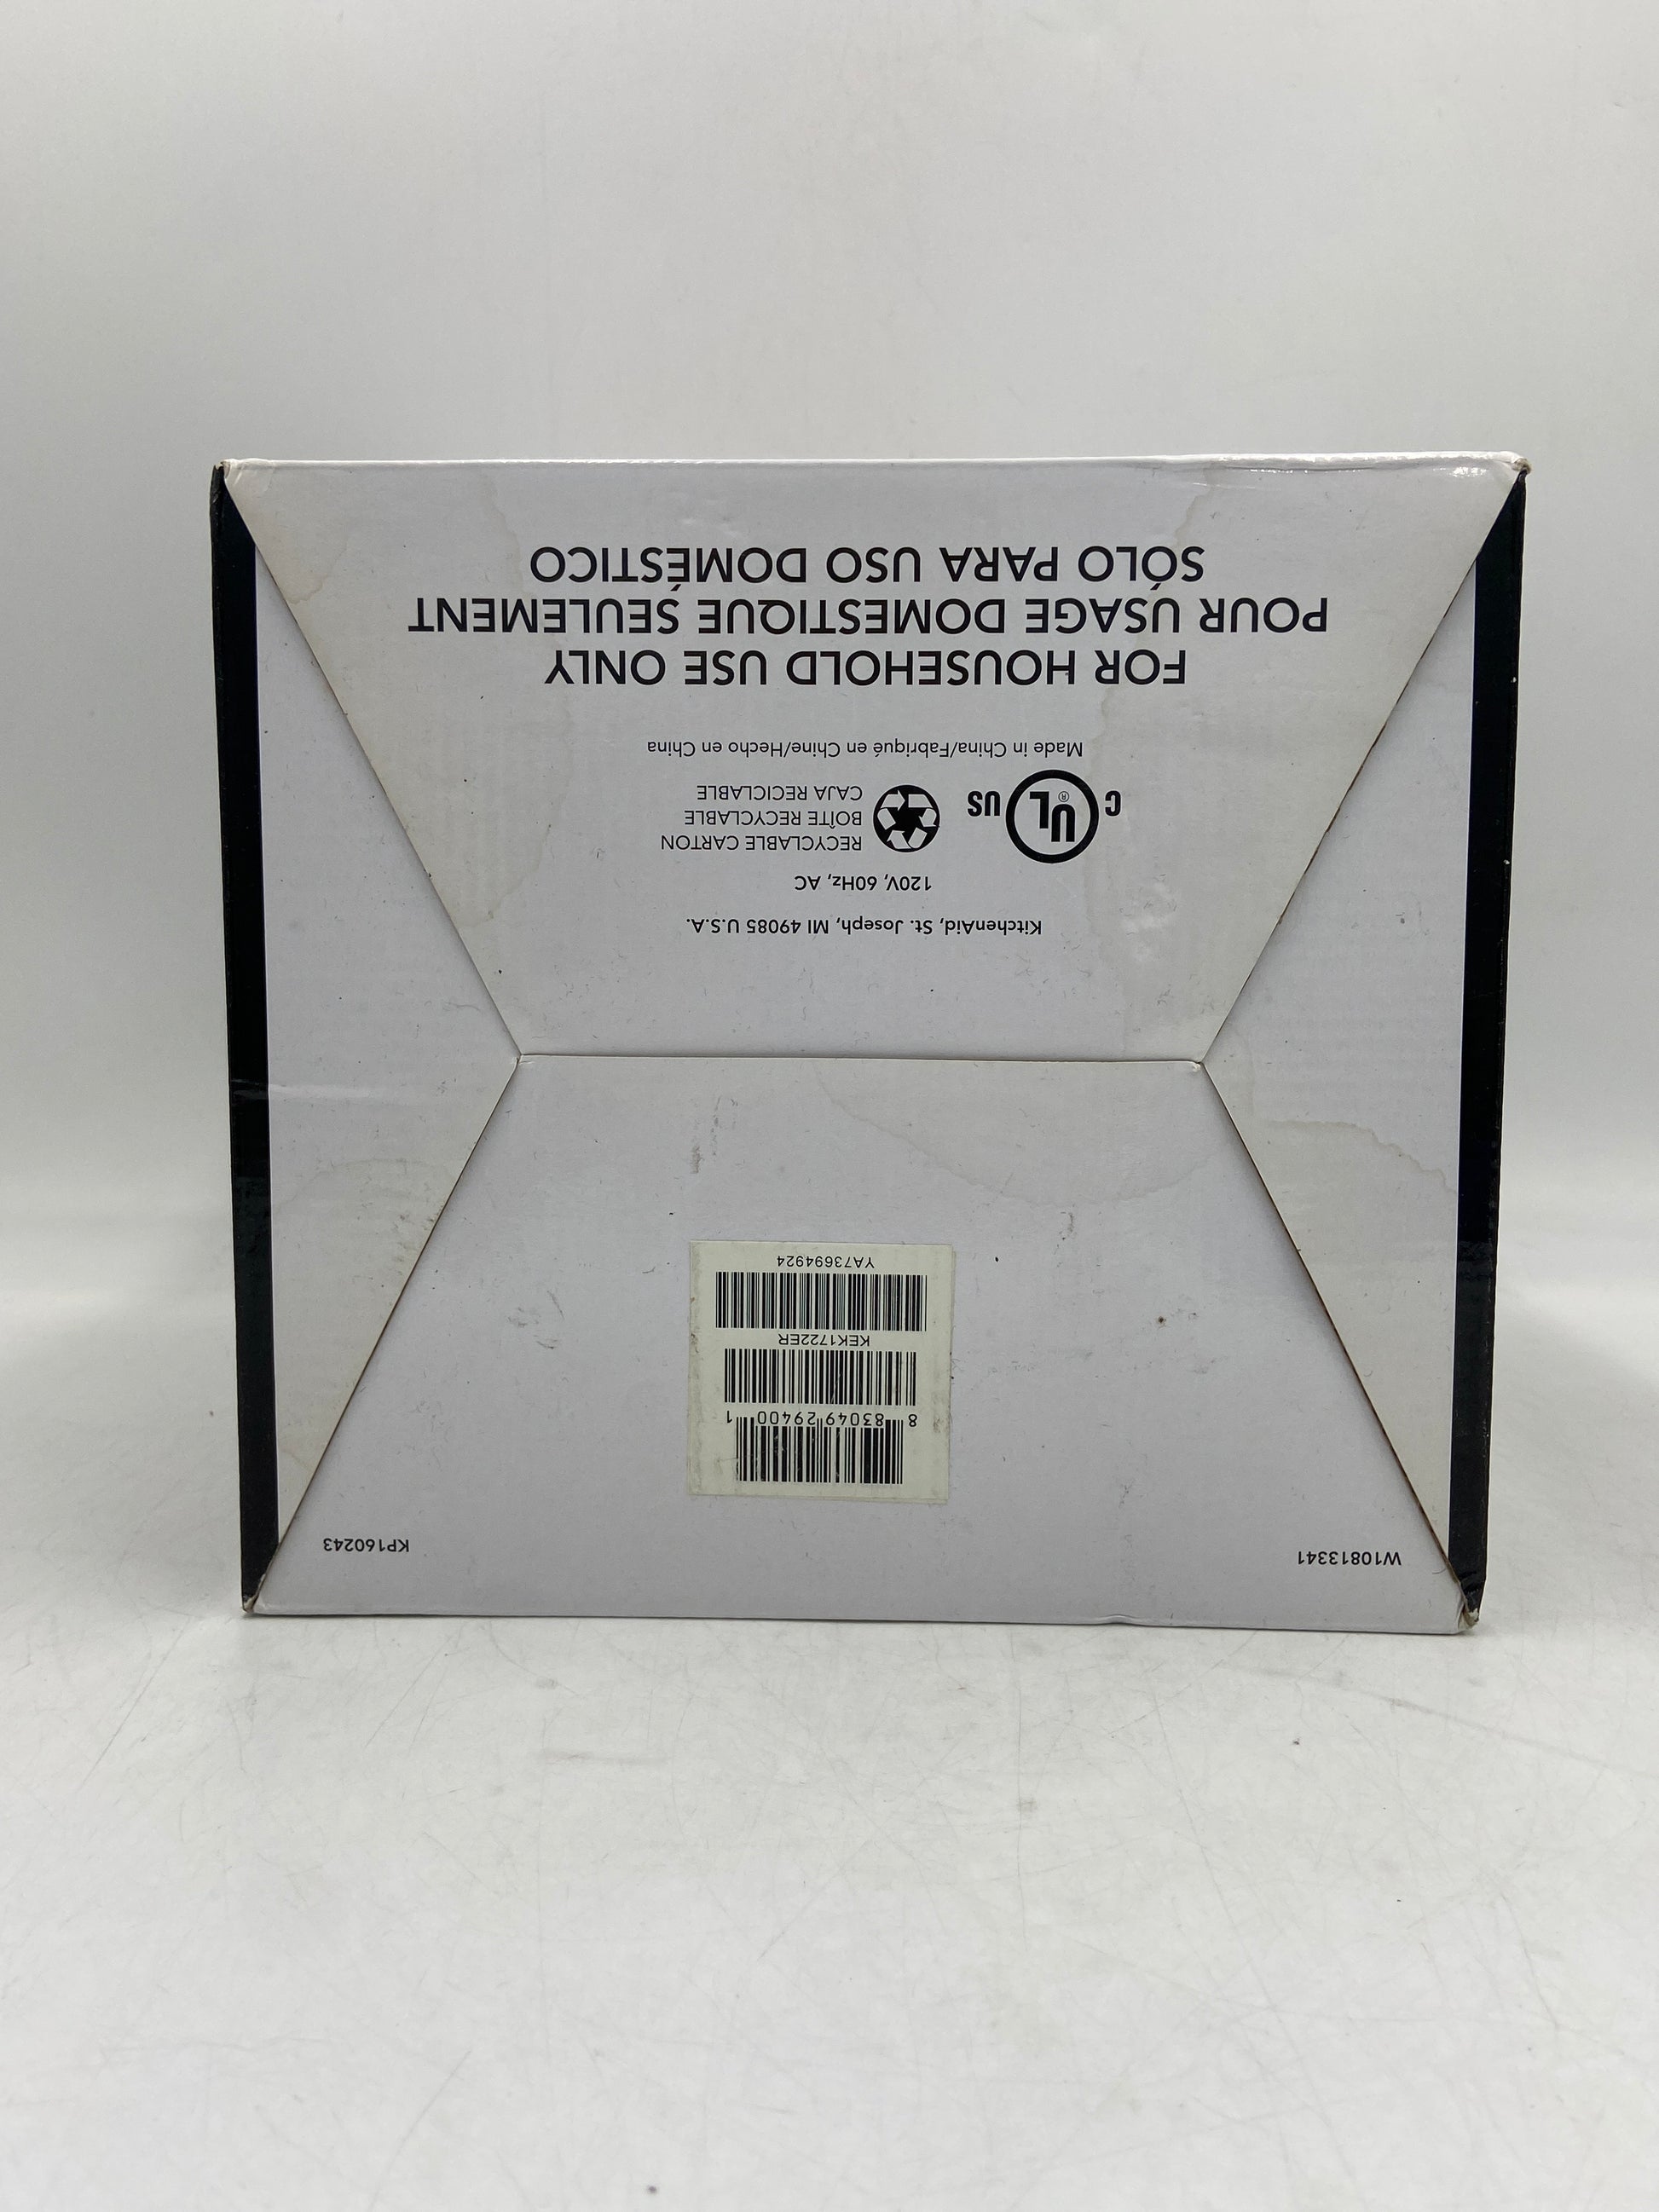 W10813341
KP160243
8 83049 29400 1
KEK1722ER
YA73694924
KitchenAid, St. Joseph, MI 49085 U.S.A.
120V, 60Hz, AC
C UL® US
RECYCLABLE CARTON
BOÎTE RECYCLABLE
CAJA RECICLABLE
Made in China/Fabriqué en Chine/Hecho en China
FOR HOUSEHOLD USE ONLY
POUR USAGE DOMESTIQUE SEULEMENT
SÓLO PARA USO DOMÉSTICO